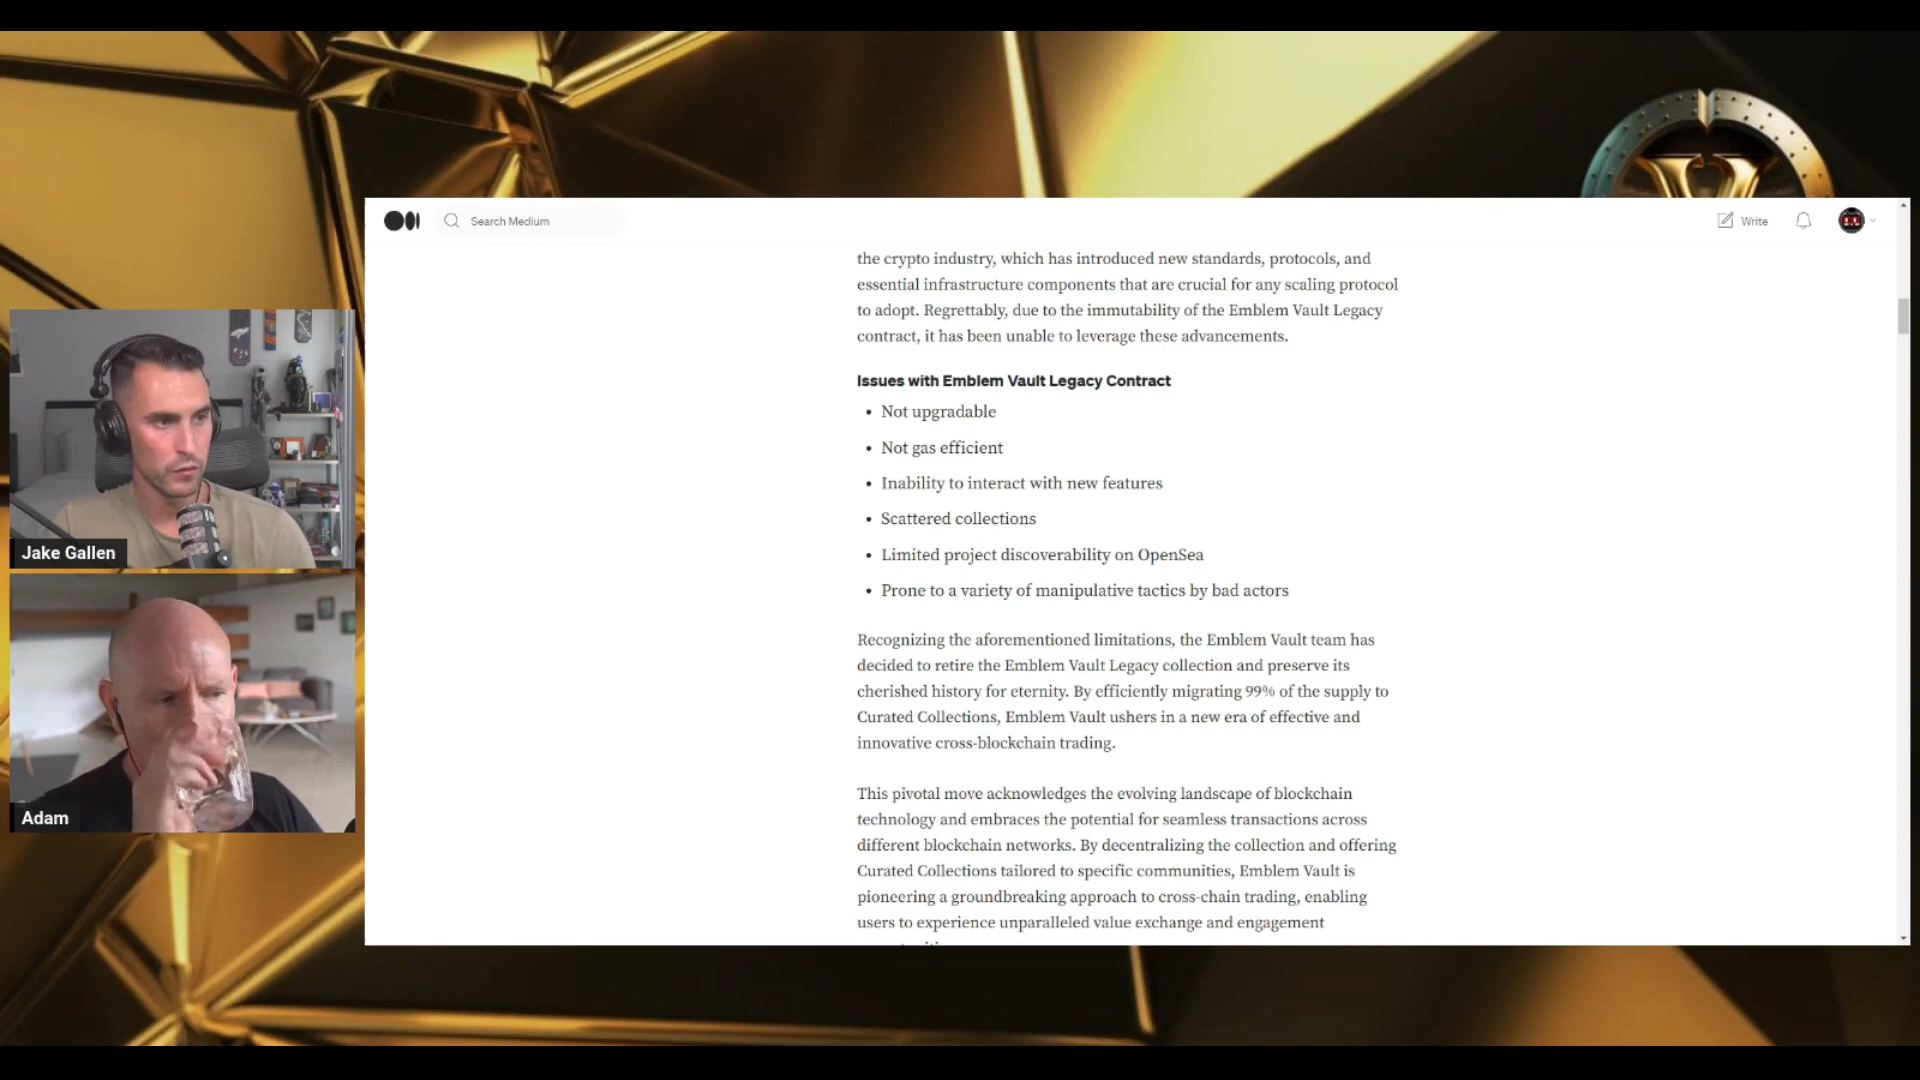 Search Medium
Write
the crypto industry, which has introduced new standards, protocols, and
essential infrastructure components that are crucial for any scaling protocol
to adopt. Regrettably, due to the immutability of the Emblem Vault Legacy
contract, it has been unable to leverage these advancements.
Issues with Emblem Vault Legacy Contract
• Not upgradable
• Not gas efficient
• Inability to interact with new features
• Scattered collections
• Limited project discoverability on OpenSea
• Prone to a variety of manipulative tactics by bad actors
Recognizing the aforementioned limitations, the Emblem Vault team has
decided to retire the Emblem Vault Legacy collection and preserve its
cherished history for eternity. By efficiently migrating 99% of the supply to
Curated Collections, Emblem Vault ushers in a new era of effective and
innovative cross-blockchain trading.
This pivotal move acknowledges the evolving landscape of blockchain
technology and embraces the potential for seamless transactions across
different blockchain networks. By decentralizing the collection and offering
Curated Collections tailored to specific communities, Emblem Vault is
pioneering a groundbreaking approach to cross-chain trading, enabling
users to experience unparalleled value exchange and engagement
Jake Gallen
Adam